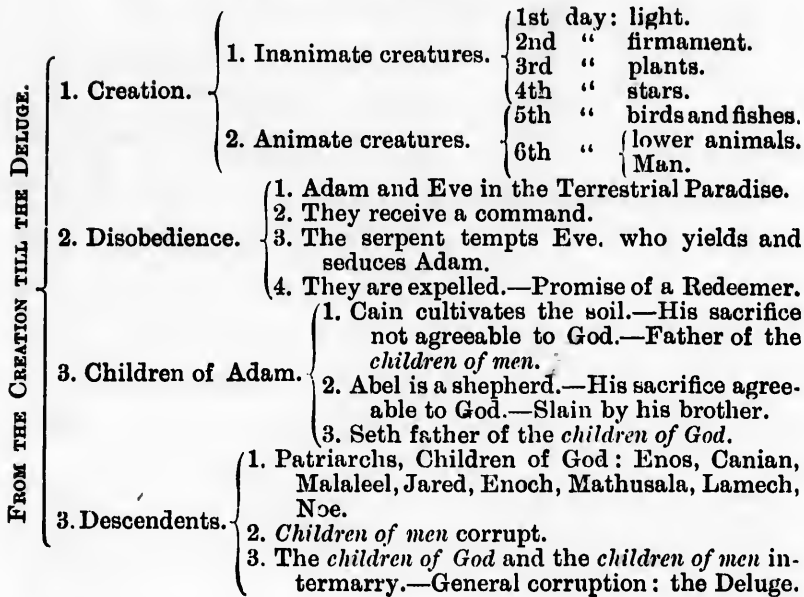 FROM THE CREATION TILL THE DELUGE.
1. Creation.
1. Inanimate creatures.
1st day: light.
2nd “ firmament.
3rd “ plants.
4th “ stars.
2. Animate creatures.
5th “ birds and fishes.
6th “ lower animals.
Man.
2. Disobedience.
1. Adam and Eve in the Terrestrial Paradise.
2. They receive a command.
3. The serpent tempts Eve. who yields and
seduces Adam.
4. They are expelled.—Promise of a Redeemer.
3. Children of Adam.
1. Cain cultivates the soil.—His sacrifice
not agreeable to God.—Father of the
children of men.
2. Abel is a shepherd.—His sacrifice agree-
able to God.—Slain by his brother.
3. Seth father of the children of God.
3. Descendents.
1. Patriarchs, Children of God: Enos, Canian,
Malaleel, Jared, Enoch, Mathusala, Lamech,
Noe.
2. Children of men corrupt.
3. The children of God and the children of men in-
termarry.—General corruption: the Deluge.